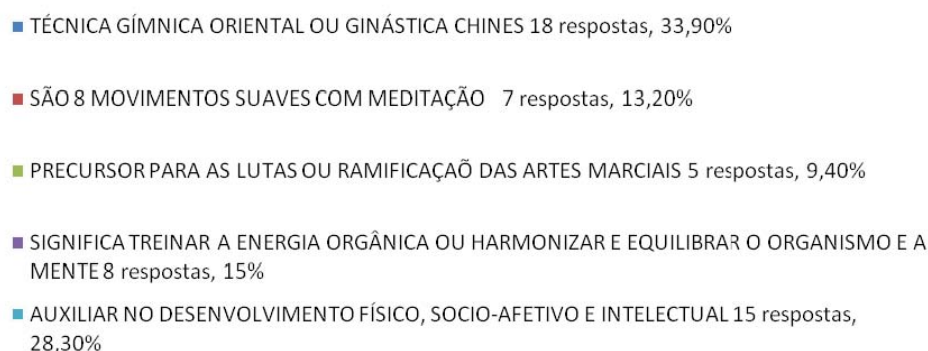 TÉCNICA GÍMNICA ORIENTAL OU GINÁSTICA CHINES 18 respostas, 33,90%
SÃO 8 MOVIMENTOS SUAVES COM MEDITAÇÃO 7 respostas, 13,20%
PRECURSOR PARA AS LUTAS OU RAMIFICAÇAÕ DAS ARTES MARCIAIS 5 respostas, 9,40%
SIGNIFICA TREINAR A ENERGIA ORGÂNICA OU HARMONIZAR E EQUILIBRAR O ORGANISMO E A
MENTE 8 respostas, 15%
AUXILIAR NO DESENVOLVIMENTO FÍSICO, SOCIO-AFETIVO E INTELECTUAL 15 respostas,
28,30%